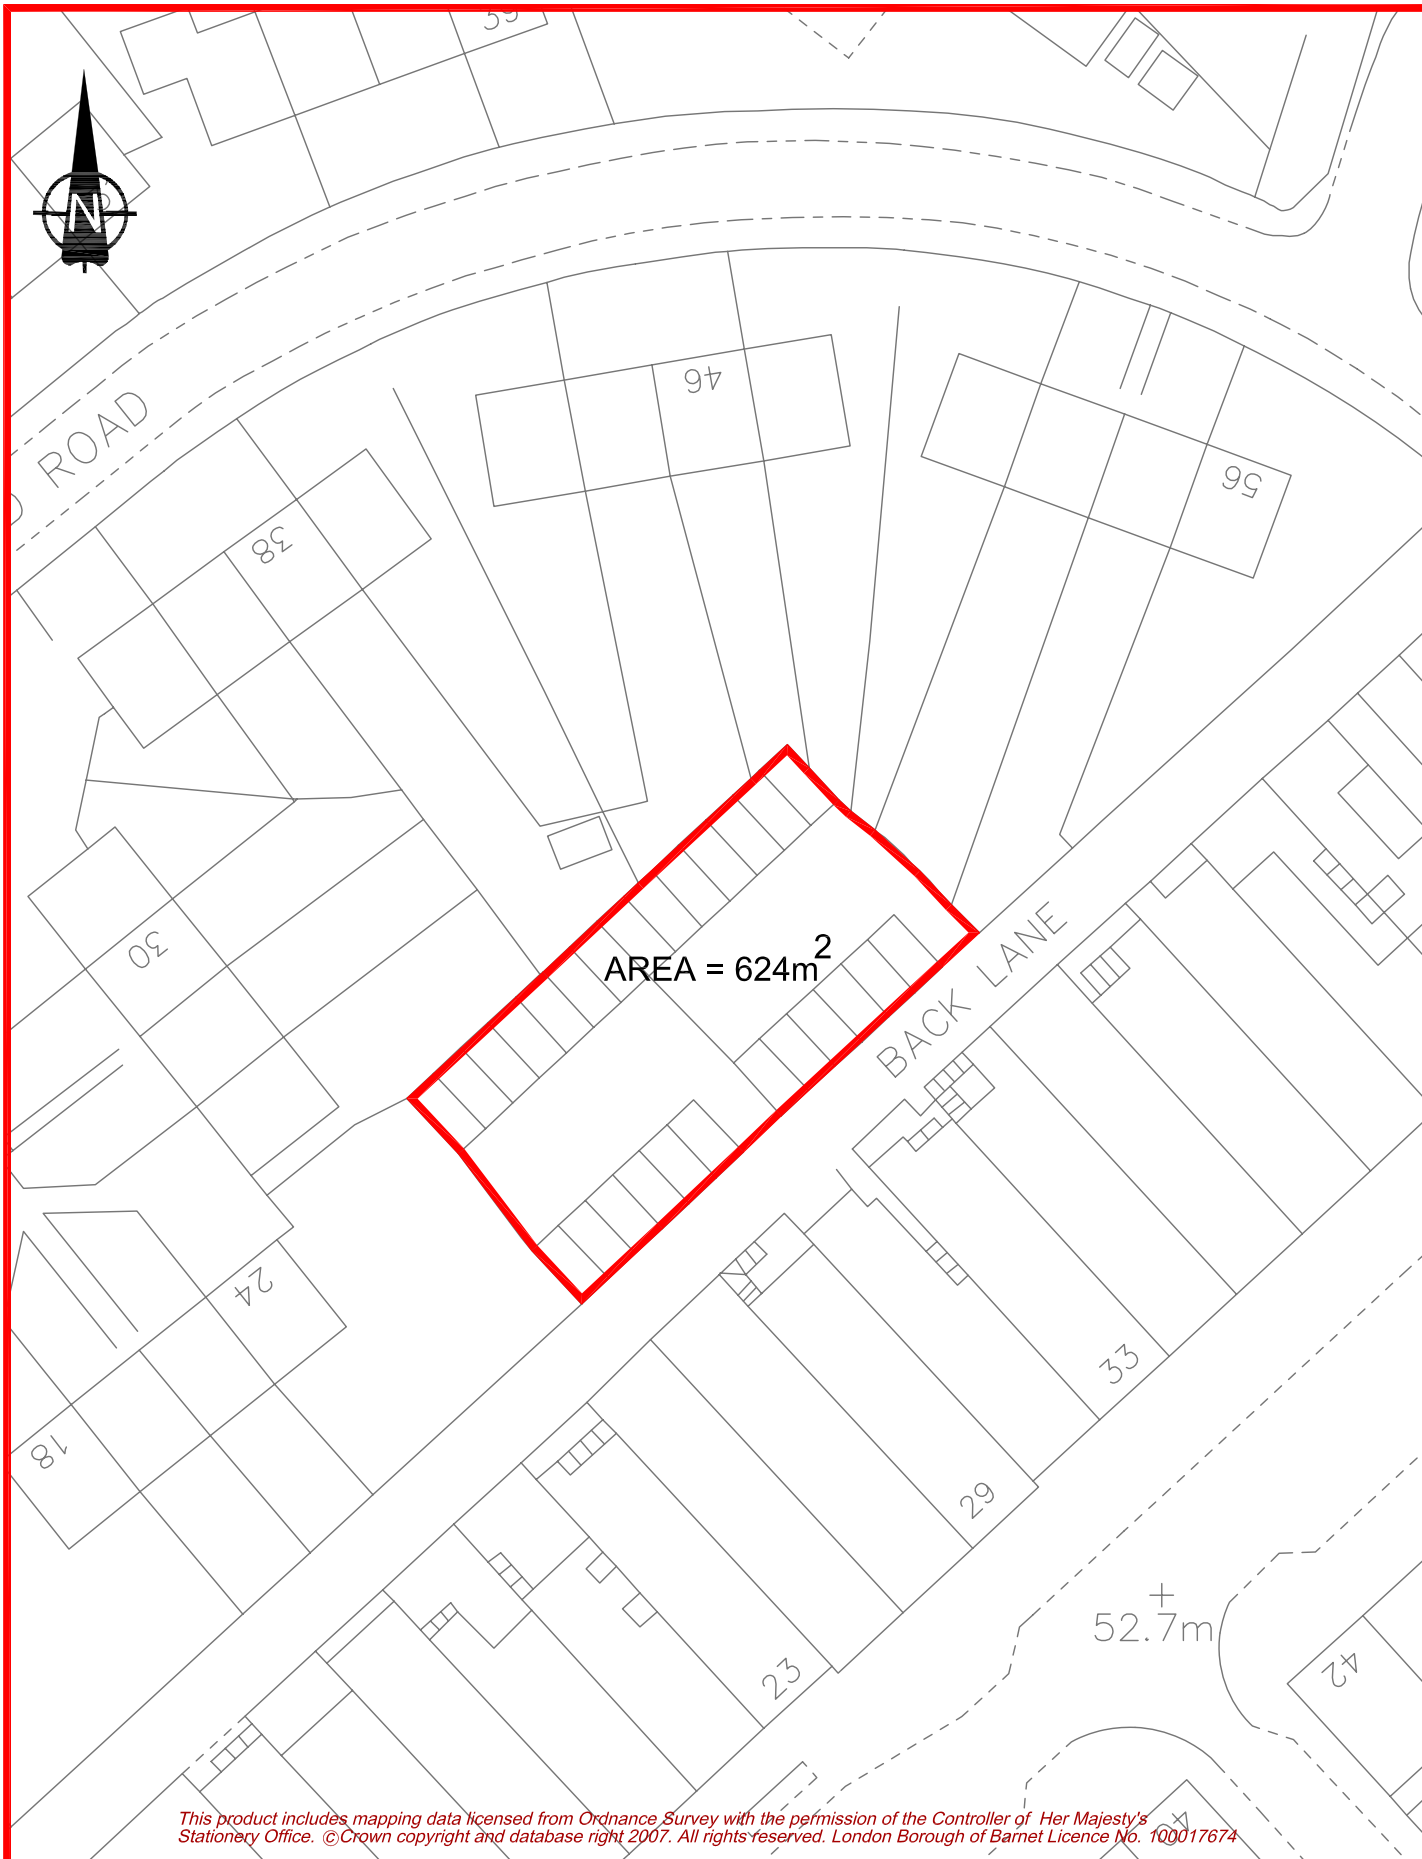 39
N
ROAD
46
56
38
AREA = 624m2
30
BACK LANE
24
33
18
29
52.7m
23
42
40
This product includes mapping data licensed from Ordnance Survey with the permission of the Controller of Her Majesty's
Stationery Office. ©Crown copyright and database right 2007. All rights reserved. London Borough of Barnet Licence No. 100017674